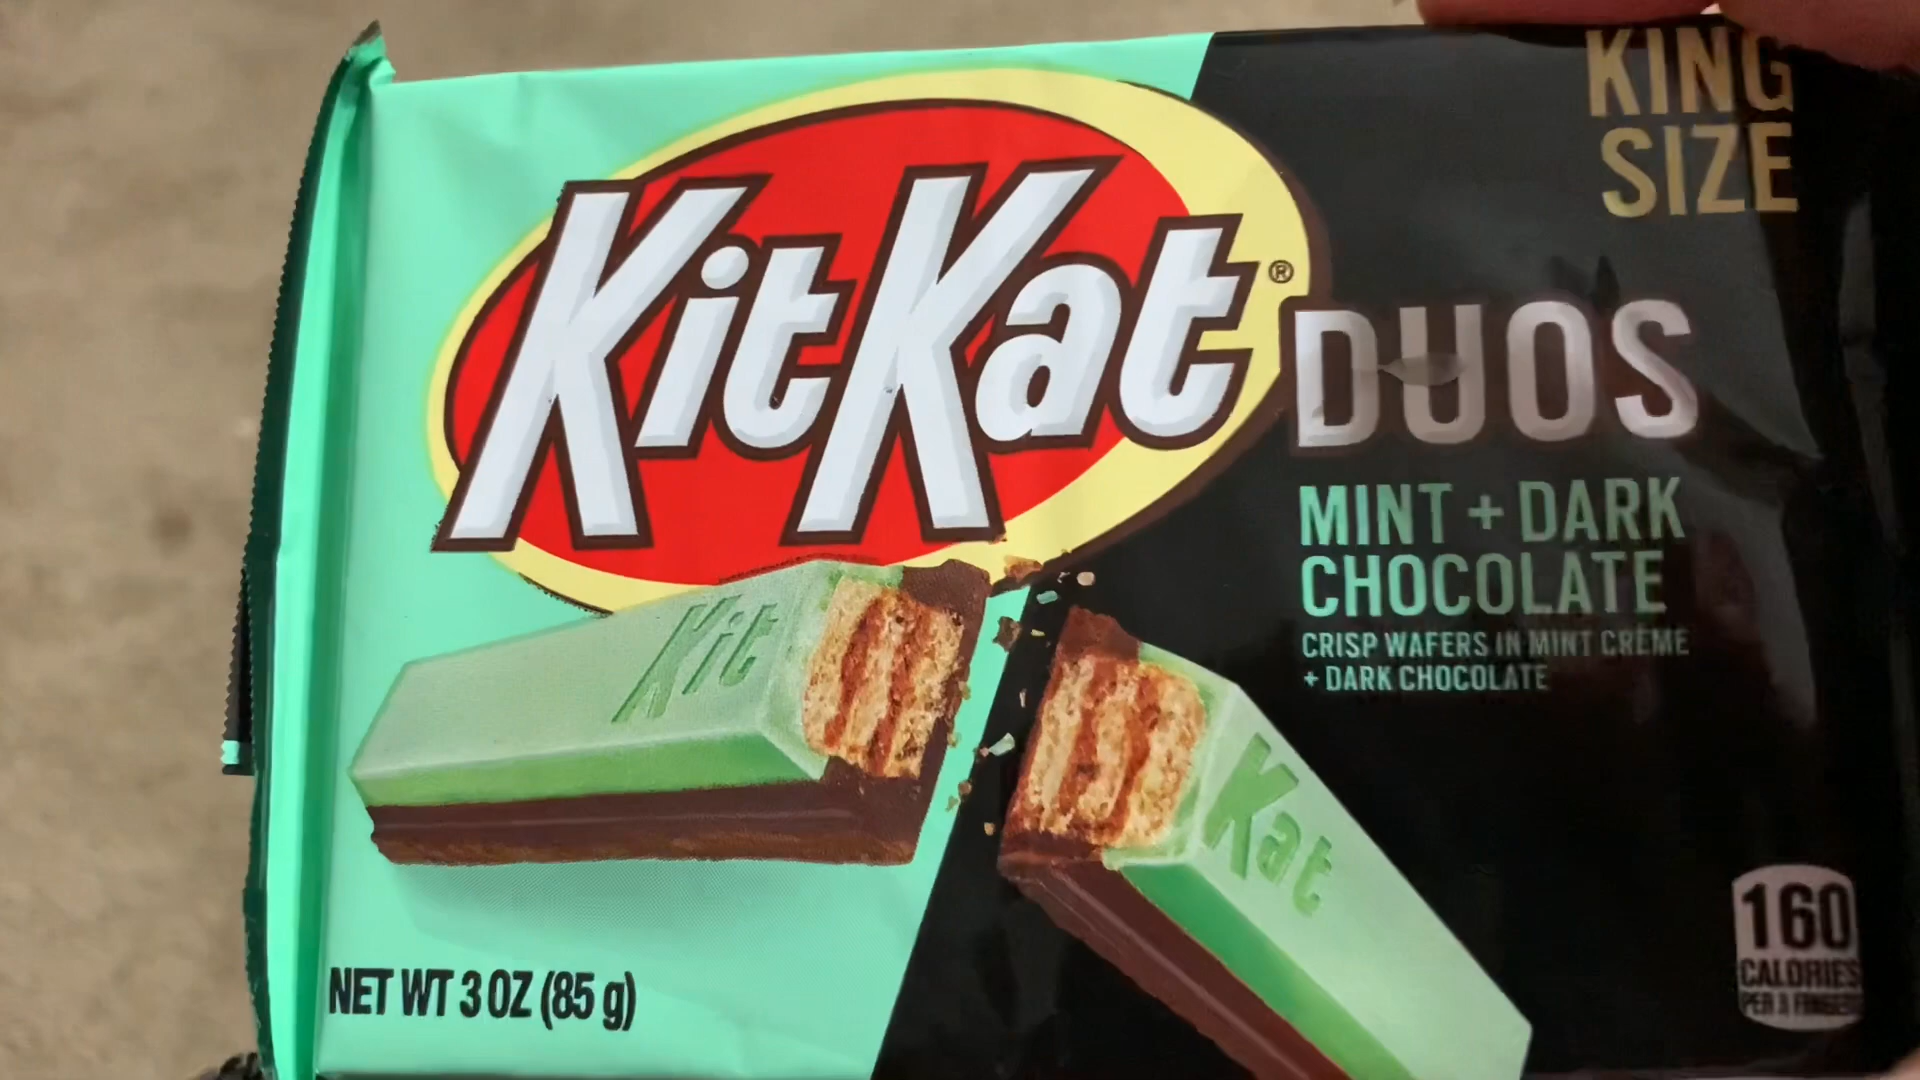 KING
SIZE
KitKat®
DUOS
MINT + DARK
CHOCOLATE
CRISP WAFERS IN MINT CRÈME
+ DARK CHOCOLATE
Kit
Kat
160
CALORIES
PER
NET WT 3 OZ (85 g)